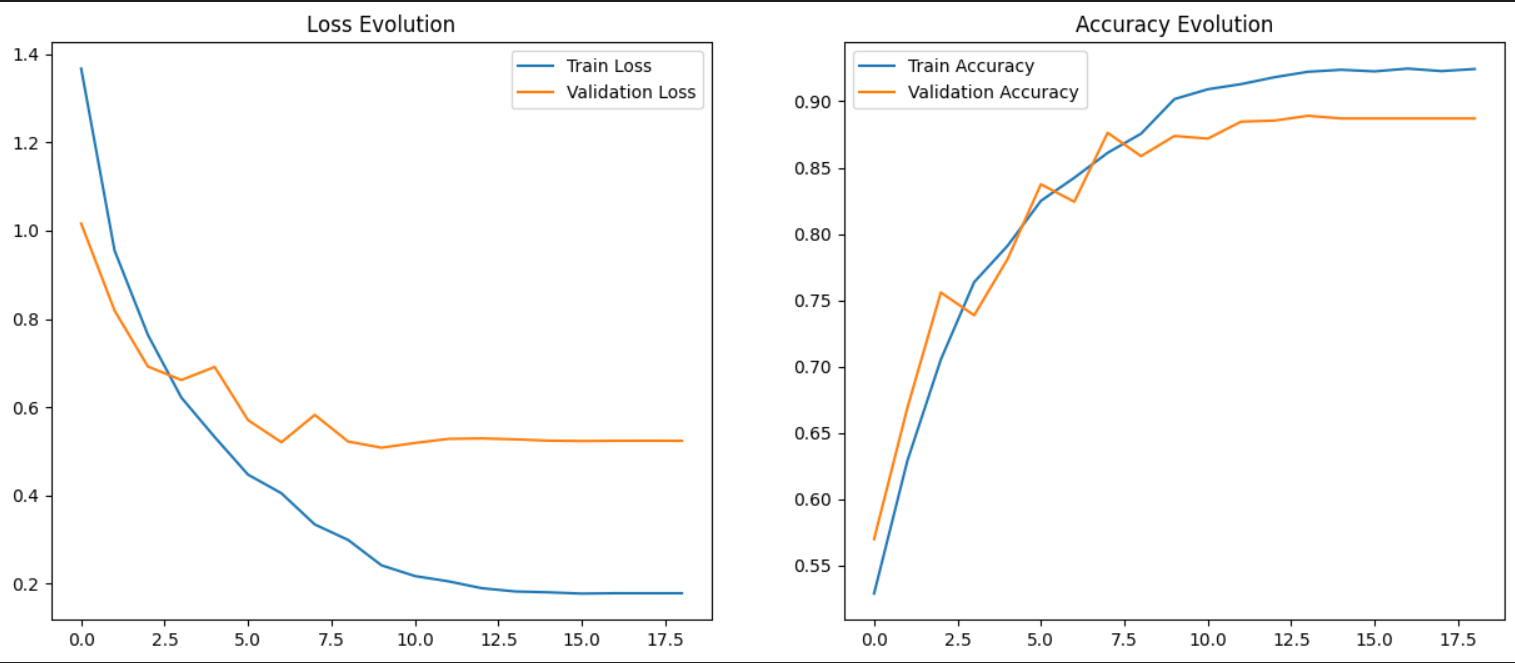 Loss Evolution
1.4
1.2
1.0
0.8
0.6
0.4
0.2
0.0 2.5 5.0 7.5 10.0 12.5 15.0 17.5
Train Loss
Validation Loss
Accuracy Evolution
0.90
0.85
0.80
0.75
0.70
0.65
0.60
0.55
0.0 2.5 5.0 7.5 10.0 12.5 15.0 17.5
Train Accuracy
Validation Accuracy